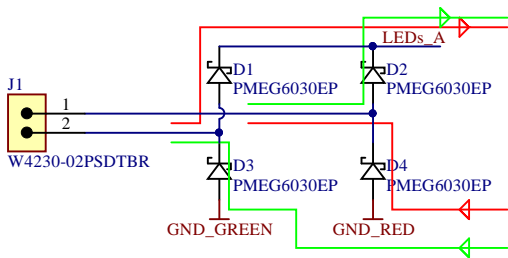 LEDs_A
D1
PMEG6030EP
D2
PMEG6030EP
J1
1
2
W4230-02PSDTBR
D3
PMEG6030EP
D4
PMEG6030EP
GND_GREEN
GND_RED